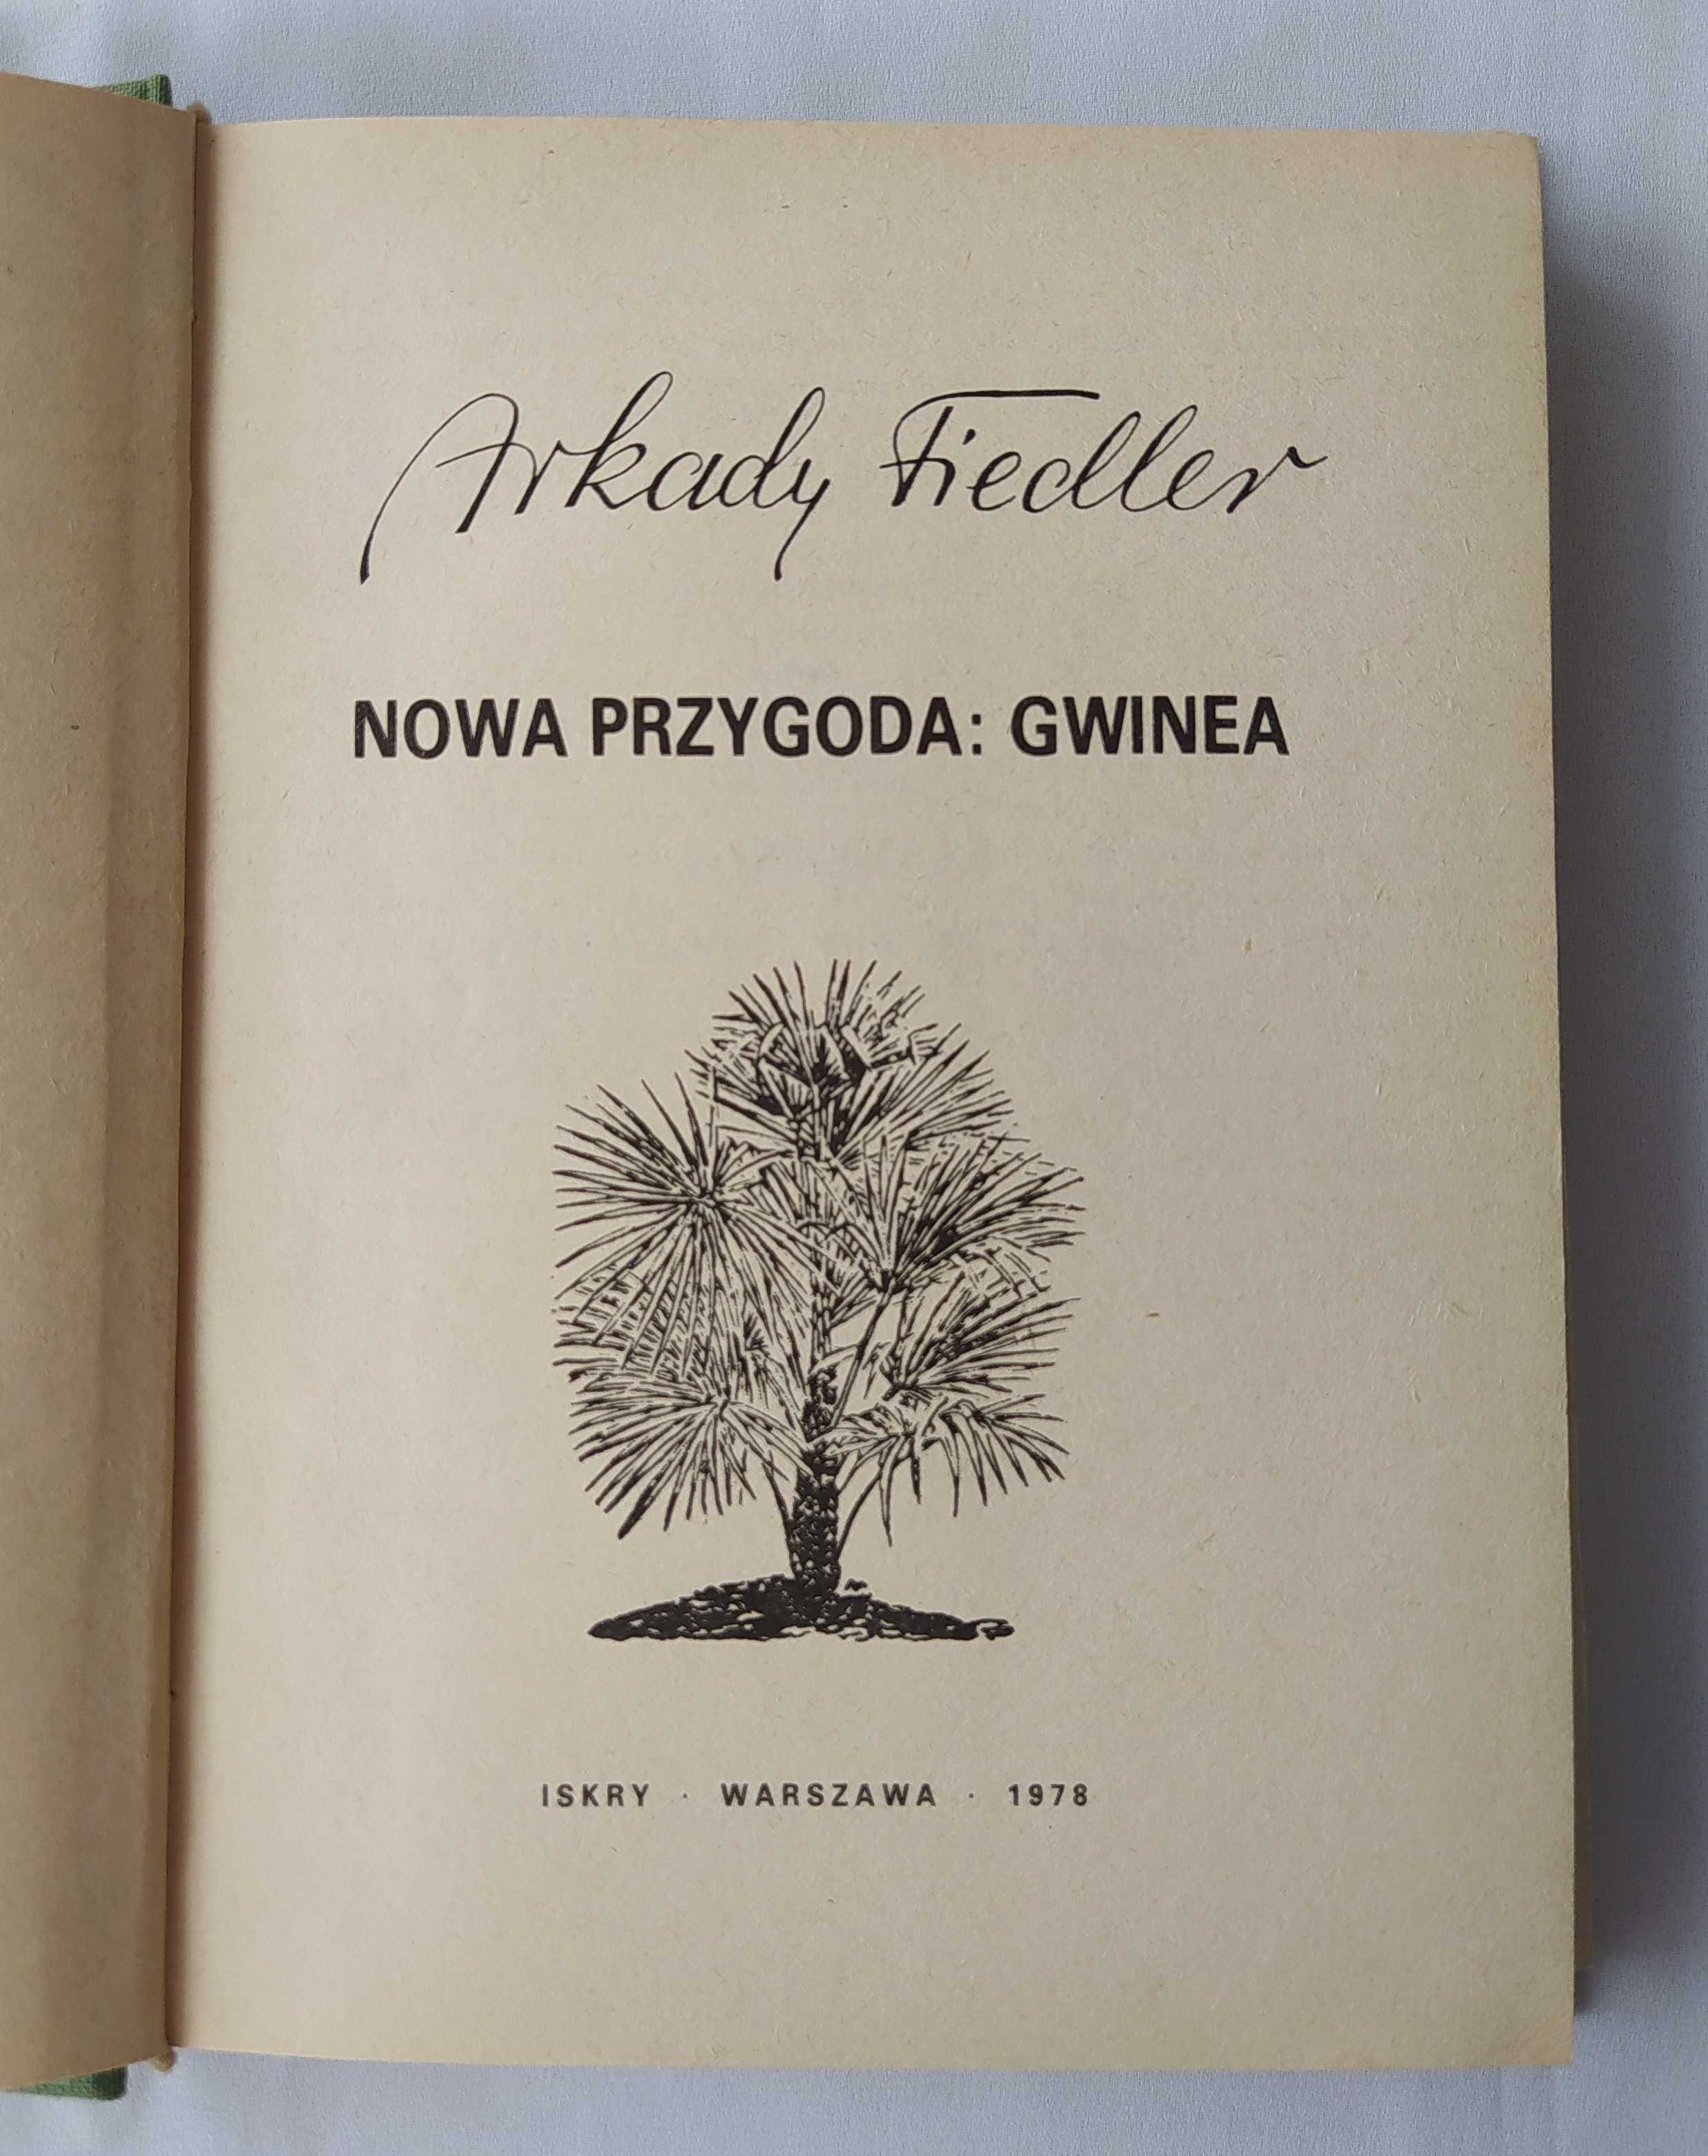 Arkady Fiedler
NOWA PRZYGODA: GWINEA
ISKRY · WARSZAWA · 1978